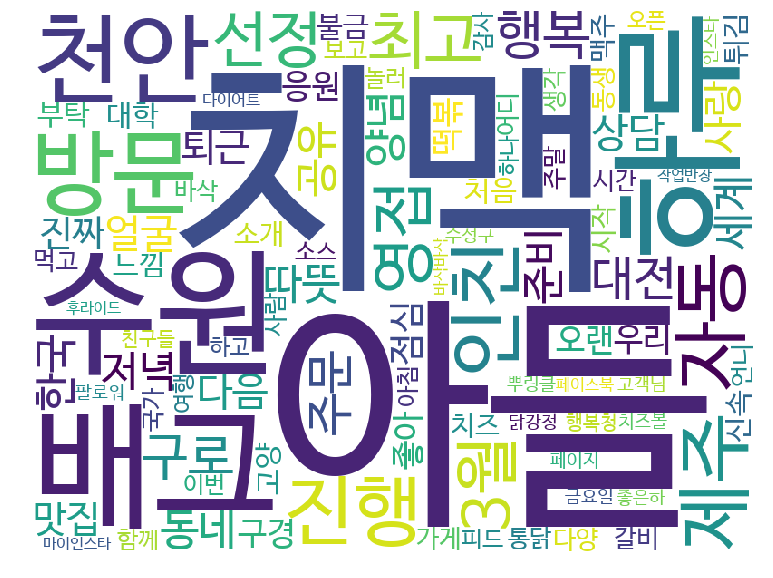 천안
선정
불금
보고
최고
감사
행복
맥주
오픈
인스타
튀김
부탁
대학
다이어트
응원
놀러
양념
떡볶
하나어디
생각
동생
하루
사랑
치맥
방문
바삭
퇴근
공유
영접
처음
주말
상담
시간
작업반장
세계
진짜
얼굴
소개
소스
수성구
시작
먹고
느낌
따뜻
바사바삭
준비
대전
자동
후라이드
수원
사람
인친
한국
친구들
저녁
하고
주문
점심
오랜
우리
언니
팔로워
국가
여행
다음
아침
뿌링클
페이스북
고객님
신속
배고
아밈
구로
이번
고양
좋아
치즈
닭강정
행복청
치즈볼
맛집
진행
3월
페이지
제주
금요일
좋은하
마이인스타
함께
동네
구경
가게
피드
통닭
다양
갈비